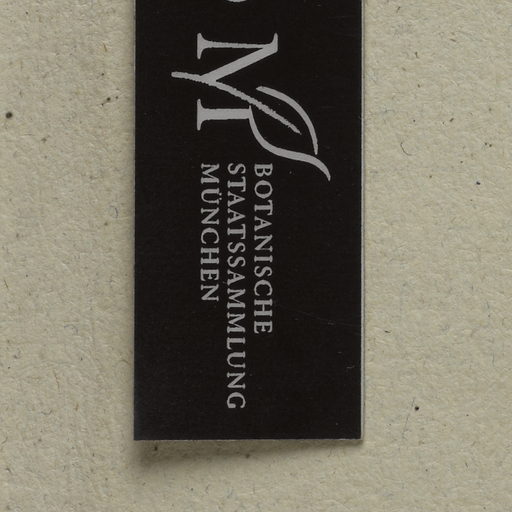 M
BOTANISCHE
STAATSSAMMLUNG
MÜNCHEN